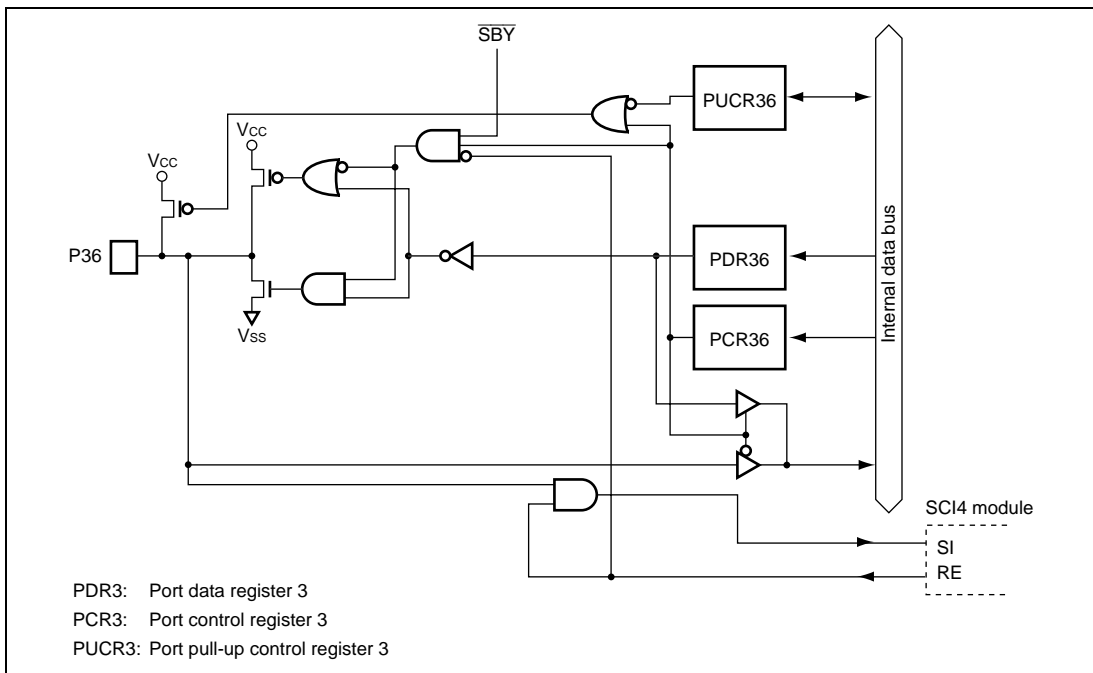 SBY
PUCR36
VCC
VCC
P36
PDR36
Internal data bus
PCR36
VSS
SCI4 module
SI
RE
PDR3: Port data register 3
PCR3: Port control register 3
PUCR3: Port pull-up control register 3